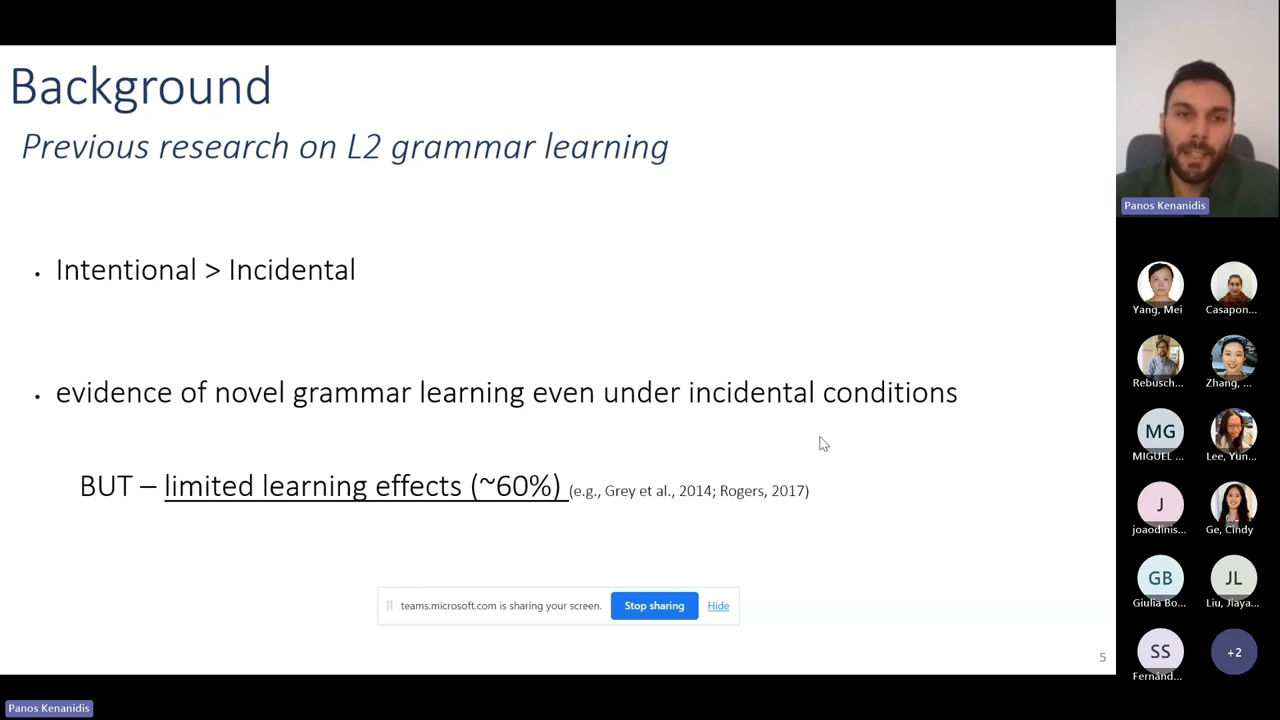 Background
Previous research on L2 grammar learning
• Intentional > Incidental
• evidence of novel grammar learning even under incidental conditions
BUT – limited learning effects (~60%) (e.g., Grey et al., 2014; Rogers, 2017)
teams.microsoft.com is sharing your screen. Stop sharing Hide
5
Panos Kenanidis
Yang, Mei
Casapon...
Rebusch...
Zhang, ...
MG
MIGUEL ...
Lee, Yun...
J
joaodinis...
Ge, Cindy
GB
Giulia Bo...
JL
Liu, Jiaya...
SS
Fernánd...
+2
Panos Kenanidis